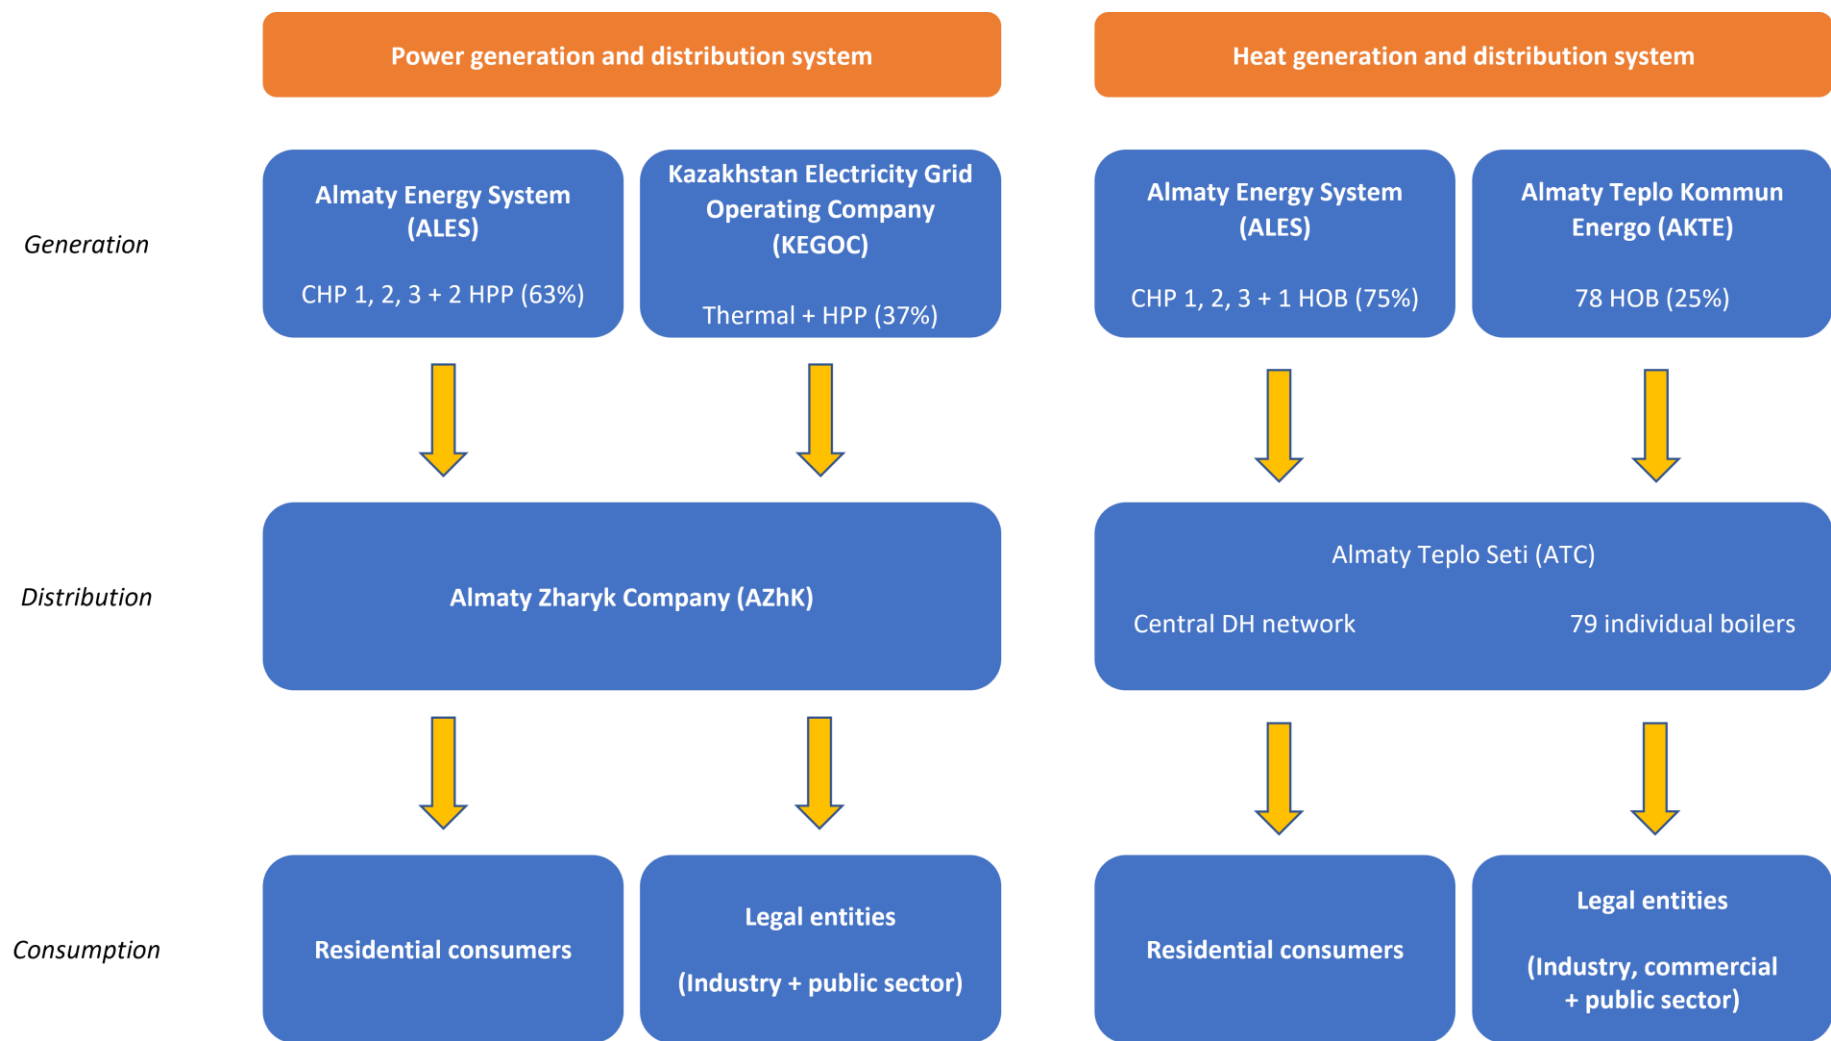 Power generation and distribution system
Heat generation and distribution system
Generation
Almaty Energy System
(ALES)
CHP 1, 2, 3 + 2 HPP (63%)
Kazakhstan Electricity Grid
Operating Company
(KEGOC)
Thermal + HPP (37%)
Almaty Energy System
(ALES)
CHP 1, 2, 3 + 1 HOB (75%)
Almaty Teplo Kommun
Energo (AKTE)
78 HOB (25%)
Distribution
Almaty Zharyk Company (AZhK)
Almaty Teplo Seti (ATC)
Central DH network
79 individual boilers
Consumption
Residential consumers
Legal entities
(Industry + public sector)
Residential consumers
Legal entities
(Industry, commercial
+ public sector)